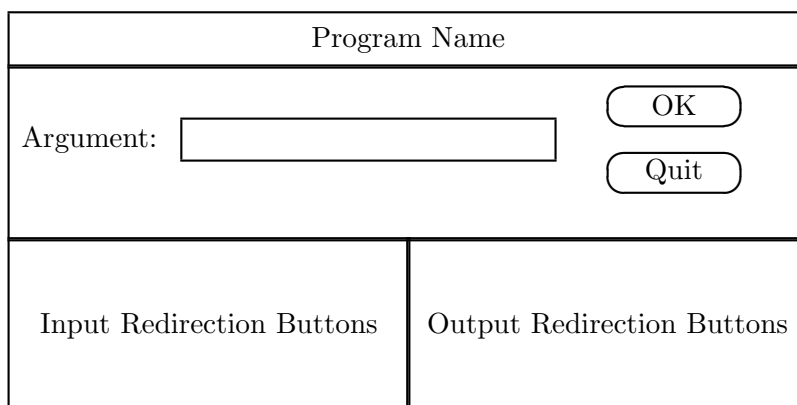 Program Name
Argument:
OK
Quit
Input Redirection Buttons
Output Redirection Buttons